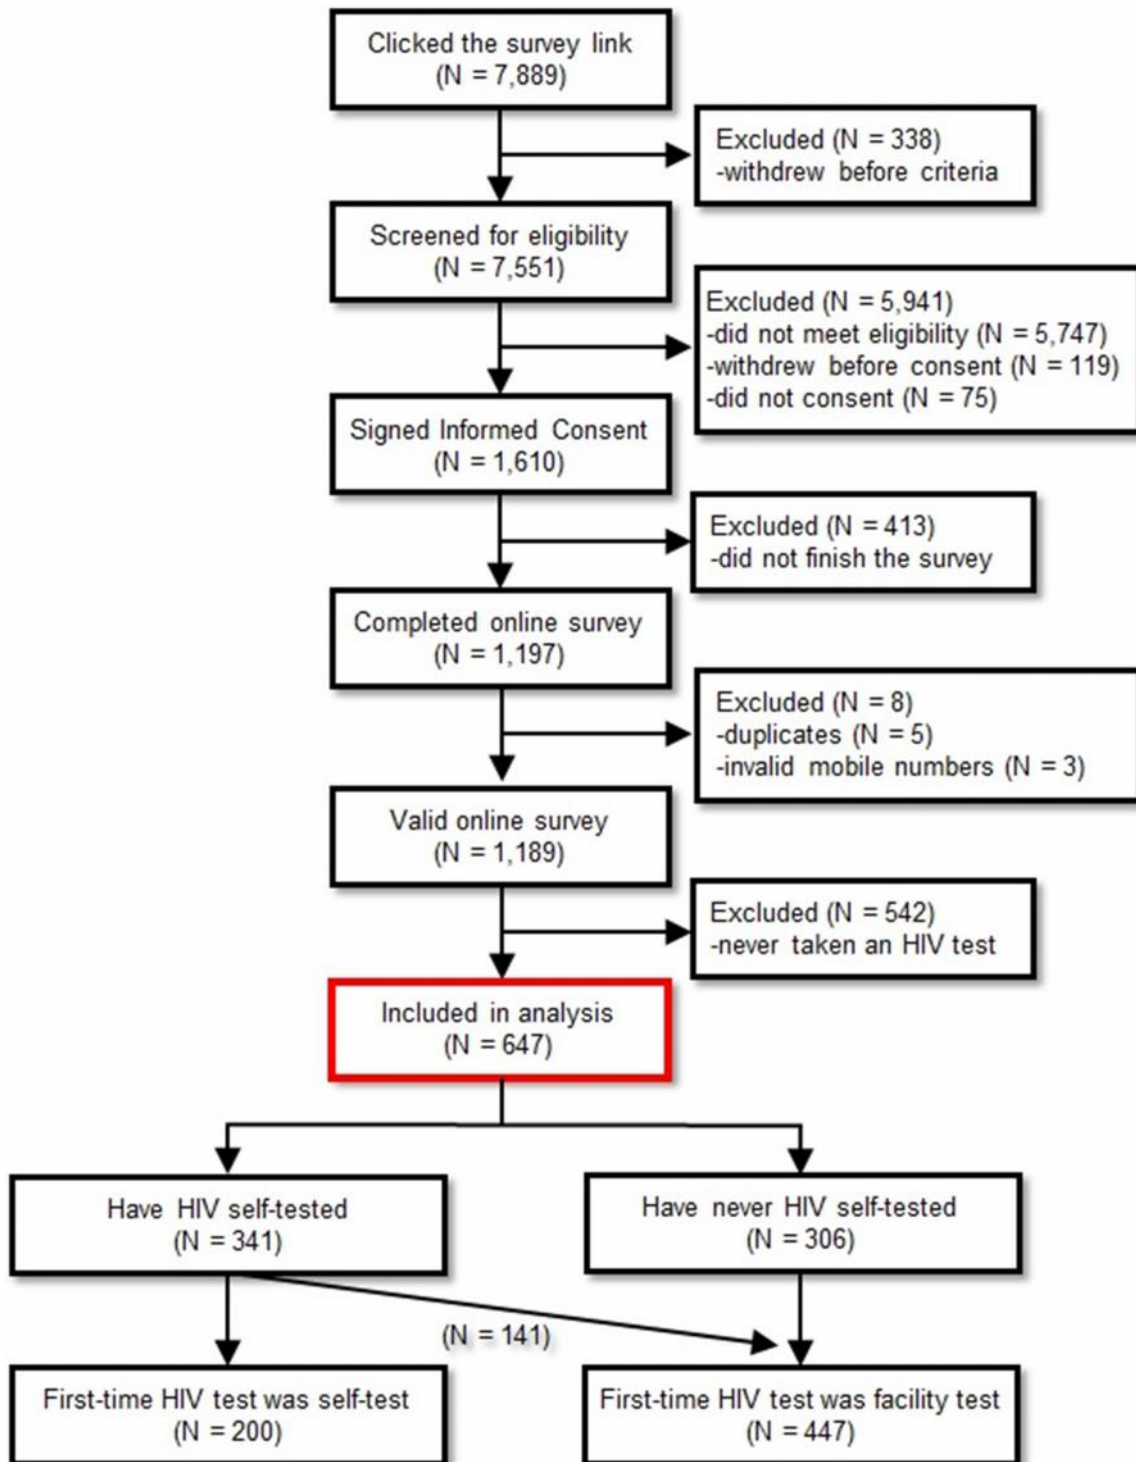 Clicked the survey link
(N = 7,889)
Excluded (N = 338)
-withdrew before criteria
Screened for eligibility
(N = 7,551)
Excluded (N = 5,941)
-did not meet eligibility (N = 5,747)
-withdrew before consent (N = 119)
-did not consent (N = 75)
Signed Informed Consent
(N = 1,610)
Excluded (N = 413)
-did not finish the survey
Completed online survey
(N = 1,197)
Excluded (N = 8)
-duplicates (N = 5)
-invalid mobile numbers (N = 3)
Valid online survey
(N = 1,189)
Excluded (N = 542)
-never taken an HIV test
Included in analysis
(N = 647)
Have HIV self-tested
(N = 341)
Have never HIV self-tested
(N = 306)
(N = 141)
First-time HIV test was self-test
(N = 200)
First-time HIV test was facility test
(N = 447)